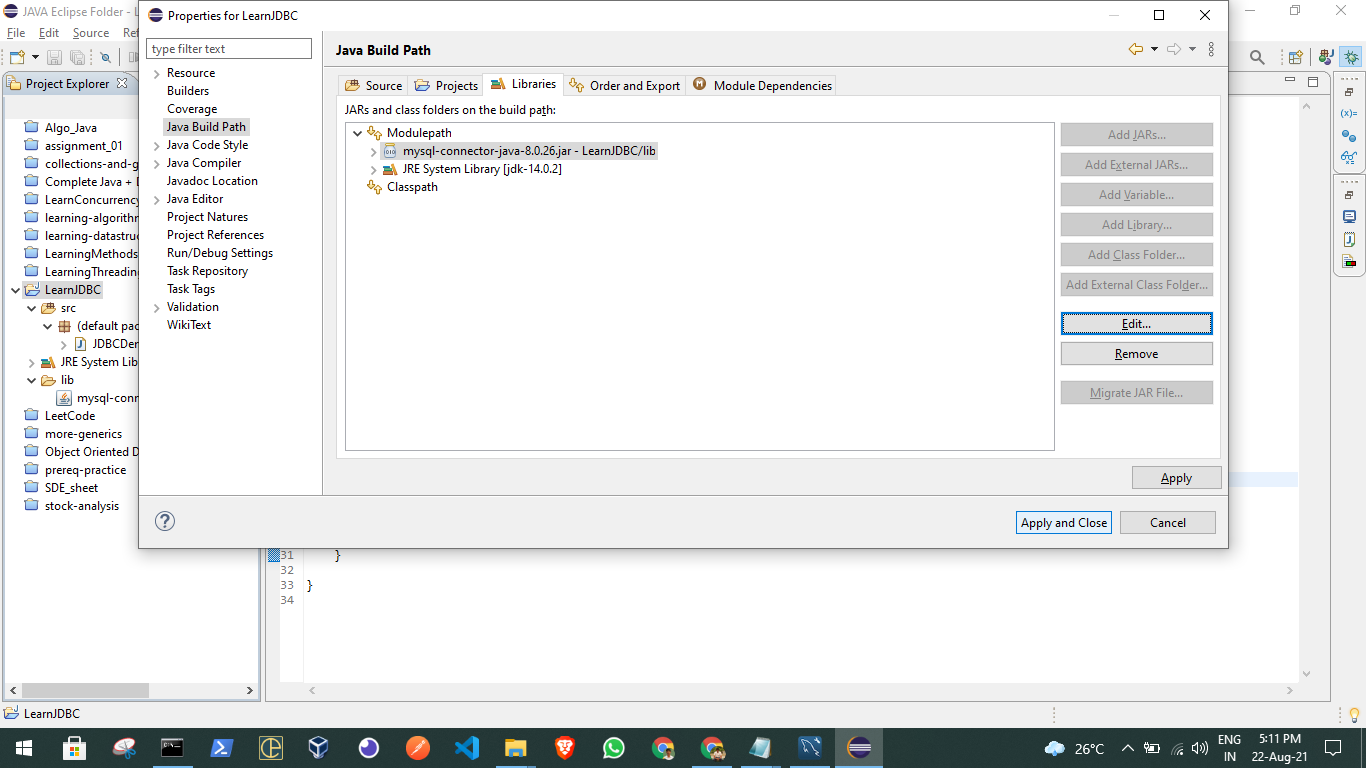 JAVA Eclipse Folder - L
File Edit Source Ref
Project Explorer
Algo_Java
assignment_01
collections-and-g
Complete Java + D
LearnConcurrency
learning-algorithm
learning-datastruc
LearningMethods
LearningThreading
LearnJDBC
src
(default pac
JDBCDer
JRE System Lib
lib
mysql-conn
LeetCode
more-generics
Object Oriented D
prereq-practice
SDE_sheet
stock-analysis
Properties for LearnJDBC
type filter text
Resource
Builders
Coverage
Java Build Path
Java Code Style
Java Compiler
Javadoc Location
Java Editor
Project Natures
Project References
Run/Debug Settings
Task Repository
Task Tags
Validation
WikiText
Java Build Path
Source Projects Libraries Order and Export Module Dependencies
JARs and class folders on the build path:
Modulepath
mysql-connector-java-8.0.26.jar - LearnJDBC/lib
JRE System Library [jdk-14.0.2]
Classpath
Add JARs...
Add External JARs...
Add Variable...
Add Library...
Add Class Folder...
Add External Class Folder...
Edit...
Remove
Migrate JAR File...
Apply
Apply and Close Cancel
31 }
32
33 }
34
LearnJDBC
26°C
ENG
IN
5:11 PM
22-Aug-21